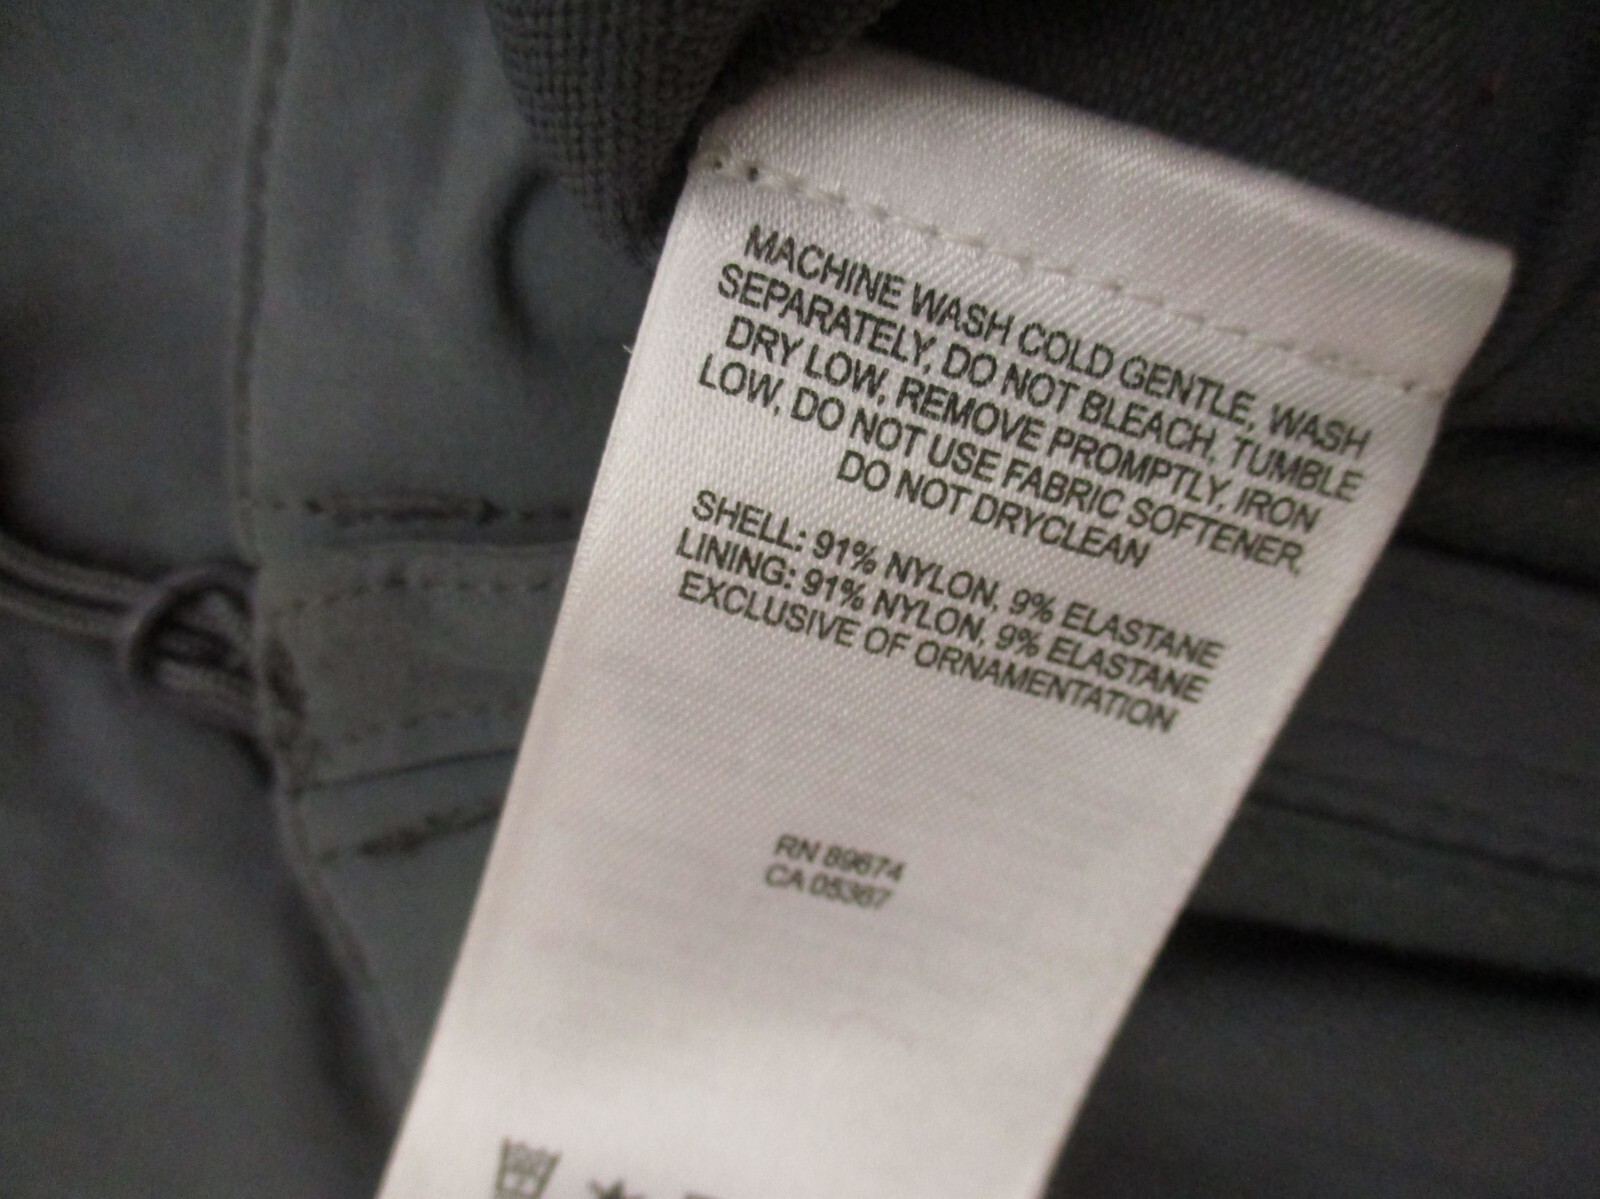 MACHINE WASH COLD GENTLE, WASH
SEPARATELY, DO NOT BLEACH, TUMBLE
DRY LOW, REMOVE PROMPTLY, IRON
LOW, DO NOT USE FABRIC SOFTENER,
DO NOT DRYCLEAN
SHELL: 91% NYLON, 9% ELASTANE
LINING: 91% NYLON, 9% ELASTANE
EXCLUSIVE OF ORNAMENTATION
RN 89674
CA 05367